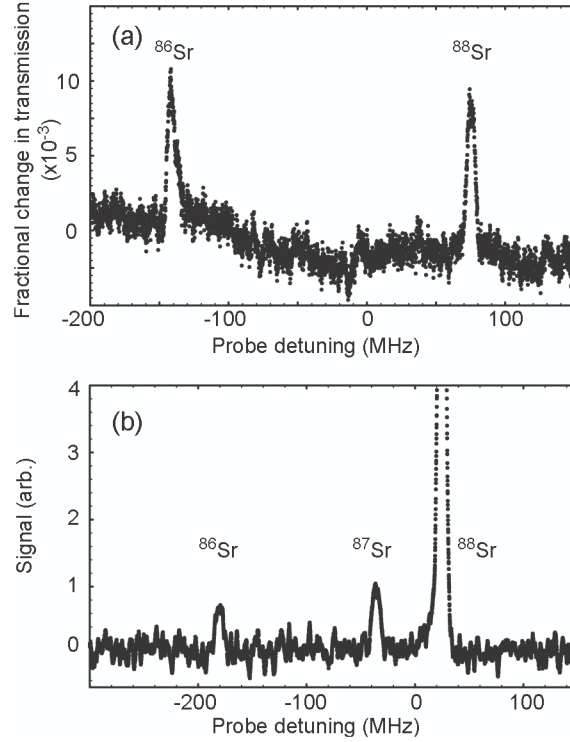 (a)
⁸⁶Sr
⁸⁸Sr
Fractional change in transmission
(x10⁻³)
10
5
0
-200
-100
0
100
Probe detuning (MHz)
(b)
4
3
2
1
0
Signal (arb.)
⁸⁶Sr
⁸⁷Sr
⁸⁸Sr
-200
-100
0
100
Probe detuning (MHz)